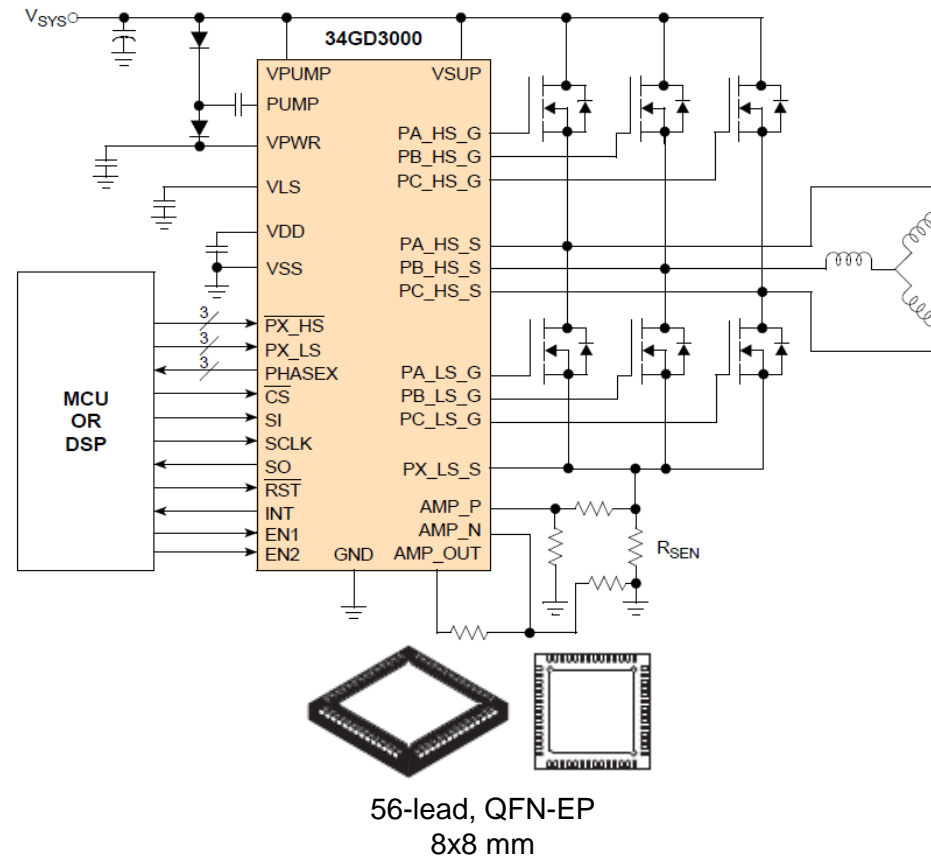 VSYS
34GD3000
VPUMP
VSUP
PUMP
VPWR
VLS
VDD
VSS
PA_HS_G
PB_HS_G
PC_HS_G
PA_HS_S
PB_HS_S
PC_HS_S
MCU
OR
DSP
3
3
3
PX_HS
PX_LS
PHASEX
CS
SI
SCLK
SO
RST
INT
EN1
EN2
GND
PA_LS_G
PB_LS_G
PC_LS_G
PX_LS_S
AMP_P
AMP_N
AMP_OUT
RSEN
56-lead, QFN-EP
8x8 mm